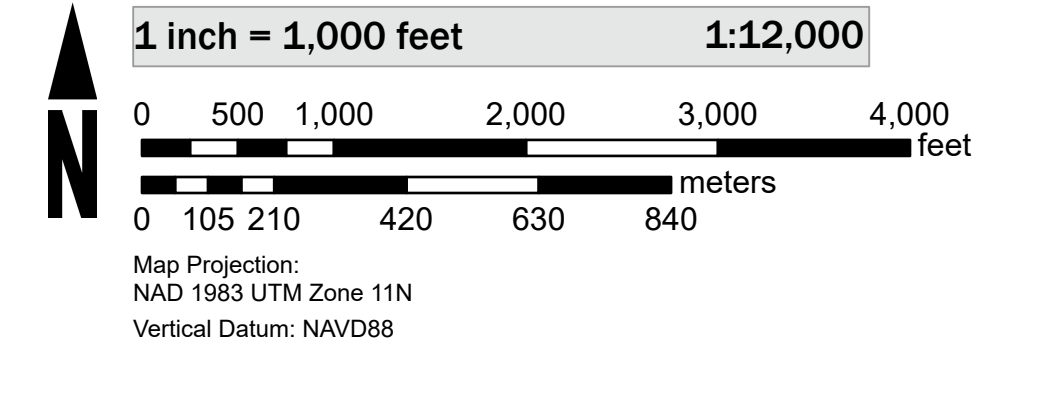 1 inch = 1,000 feet 1:12,000
0 500 1,000 2,000 3,000 4,000
feet
meters
0 105 210 420 630 840
N
Map Projection:
NAD 1983 UTM Zone 11N
Vertical Datum: NAVD88